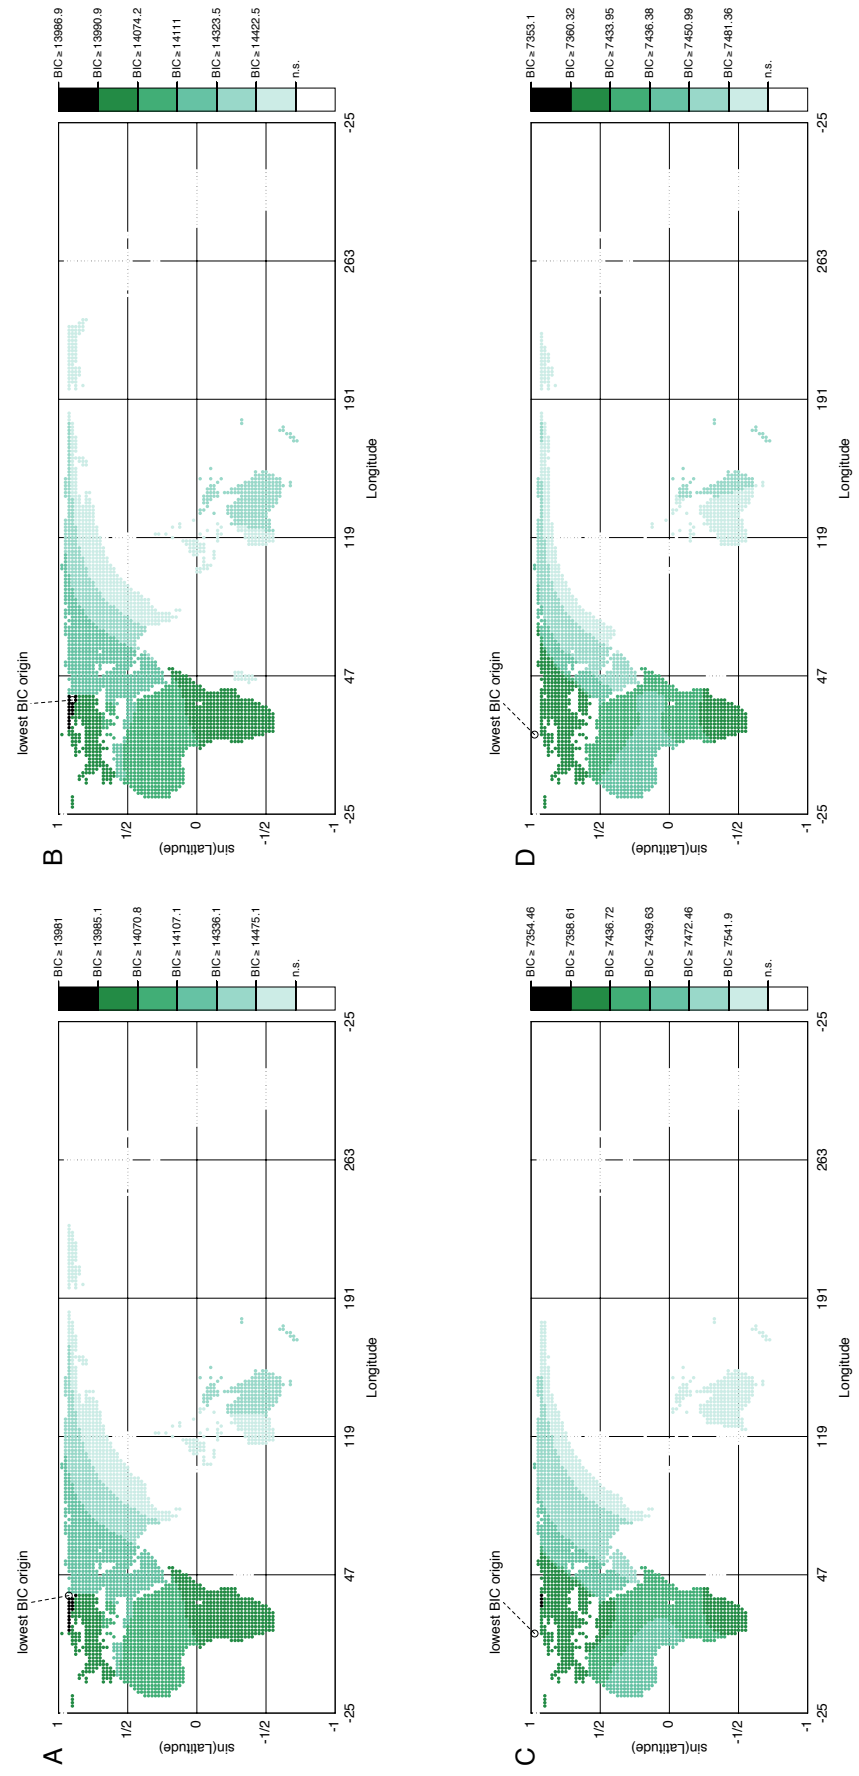 A
lowest BIC origin
1
1/2
0
-1/2
-1
sin(Latitude)
-25
47
119
191
263
-25
Longitude
BIC ≥ 13981
BIC ≥ 13985.1
BIC ≥ 14070.8
BIC ≥ 14107.1
BIC ≥ 14336.1
BIC ≥ 14475.1
n.s.
B
lowest BIC origin
1
1/2
0
-1/2
-1
sin(Latitude)
-25
47
119
191
263
-25
Longitude
BIC ≥ 13986.9
BIC ≥ 13990.9
BIC ≥ 14074.2
BIC ≥ 14111
BIC ≥ 14323.5
BIC ≥ 14422.5
n.s.
C
lowest BIC origin
1
1/2
0
-1/2
-1
sin(Latitude)
-25
47
119
191
263
-25
Longitude
BIC ≥ 7354.46
BIC ≥ 7358.61
BIC ≥ 7436.72
BIC ≥ 7439.63
BIC ≥ 7472.46
BIC ≥ 7541.9
n.s.
D
lowest BIC origin
1
1/2
0
-1/2
-1
sin(Latitude)
-25
47
119
191
263
-25
Longitude
BIC ≥ 7353.1
BIC ≥ 7360.32
BIC ≥ 7433.95
BIC ≥ 7436.38
BIC ≥ 7450.99
BIC ≥ 7481.36
n.s.